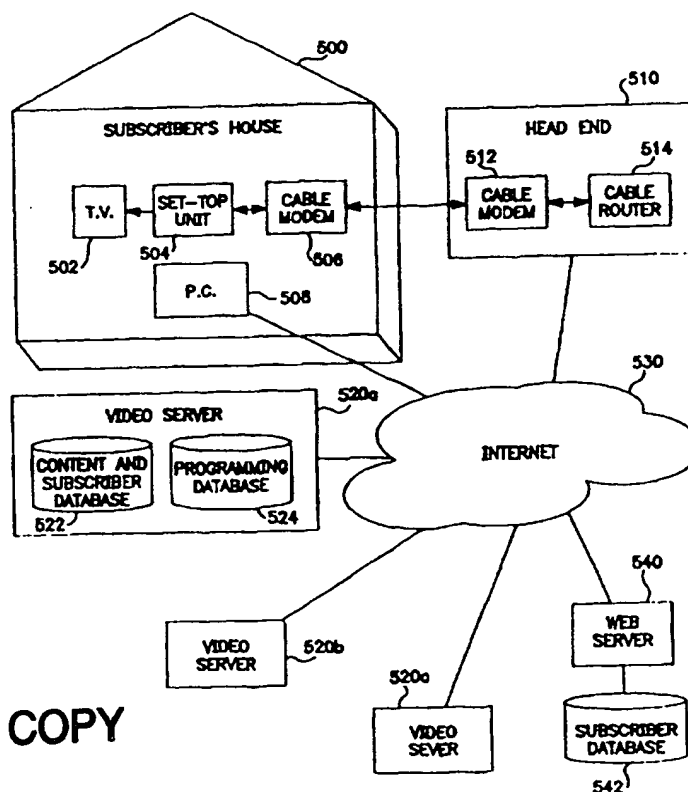 500
510
SUBSCRIBER'S HOUSE
HEAD END
512
514
T.V.
SET-TOP
UNIT
CABLE
MODEM
CABLE
MODEM
CABLE
ROUTER
502
504
506
P.C.
508
530
520a
VIDEO SERVER
INTERNET
CONTENT AND
SUBSCRIBER
DATABASE
PROGRAMMING
DATABASE
522
524
540
WEB
SERVER
VIDEO
SERVER
520b
520c
COPY
VIDEO
SEVER
SUBSCRIBER
DATABASE
542